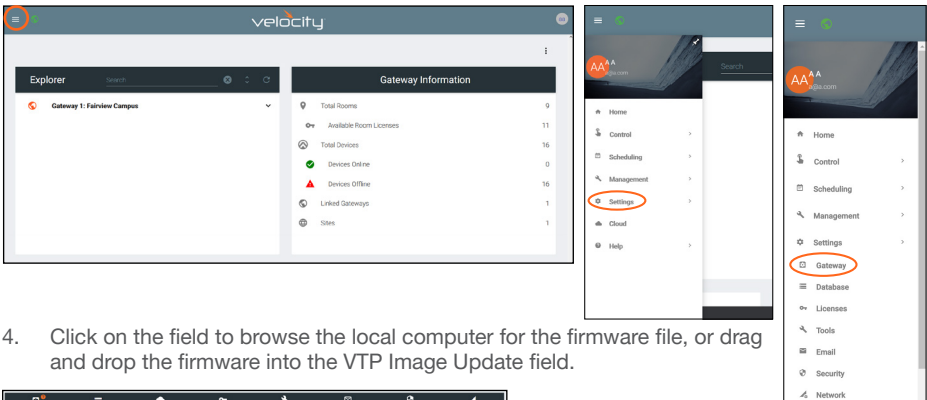 velocity
AA
Explorer
Search
Gateway Information
Gateway 1: Fairview Campus
Total Rooms 9
Available Room Licenses 11
Total Devices 16
Devices Online 0
Devices Offline 16
Linked Gateways 1
Sites 1
AA
A A
Search
Home
Control
Scheduling
Management
Settings
Cloud
Help
AA
A A
Home
Control
Scheduling
Management
Settings
Gateway
Database
Licenses
Tools
Email
Security
Network
4. Click on the field to browse the local computer for the firmware file, or drag
and drop the firmware into the VTP Image Update field.